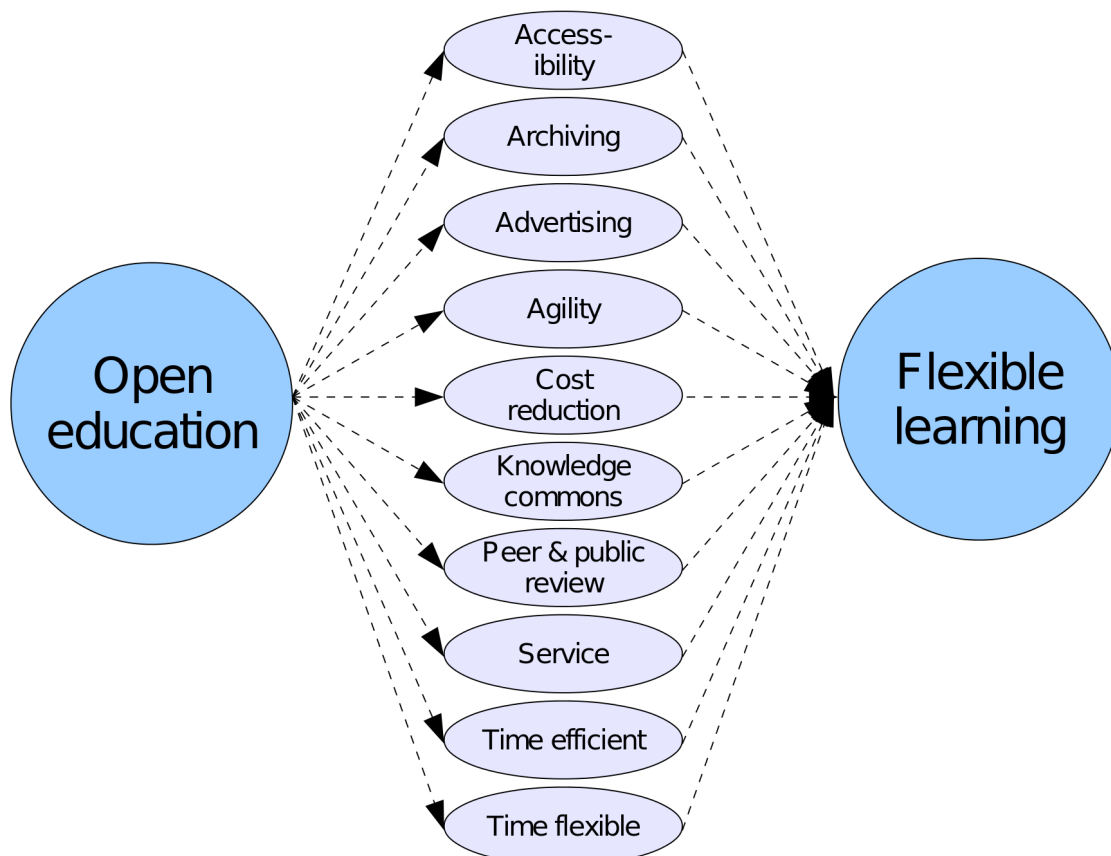 Access-
ibility
Archiving
Advertising
Agility
Cost
reduction
Knowledge
commons
Peer & public
review
Service
Time efficient
Time flexible
Open
education
Flexible
learning